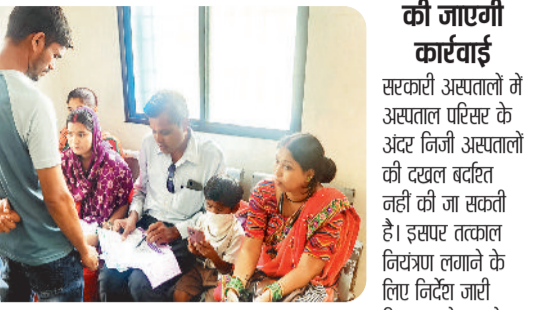 की जाएगी
कार्रवाई
सरकारी अस्पतालों में
अस्पताल परिसर के
अंदर निजी अस्पतालों
की दखल बर्दाश्त
नहीं की जा सकती
है। इसपर तत्काल
नियंत्रण लगाने के
लिए निर्देश जारी